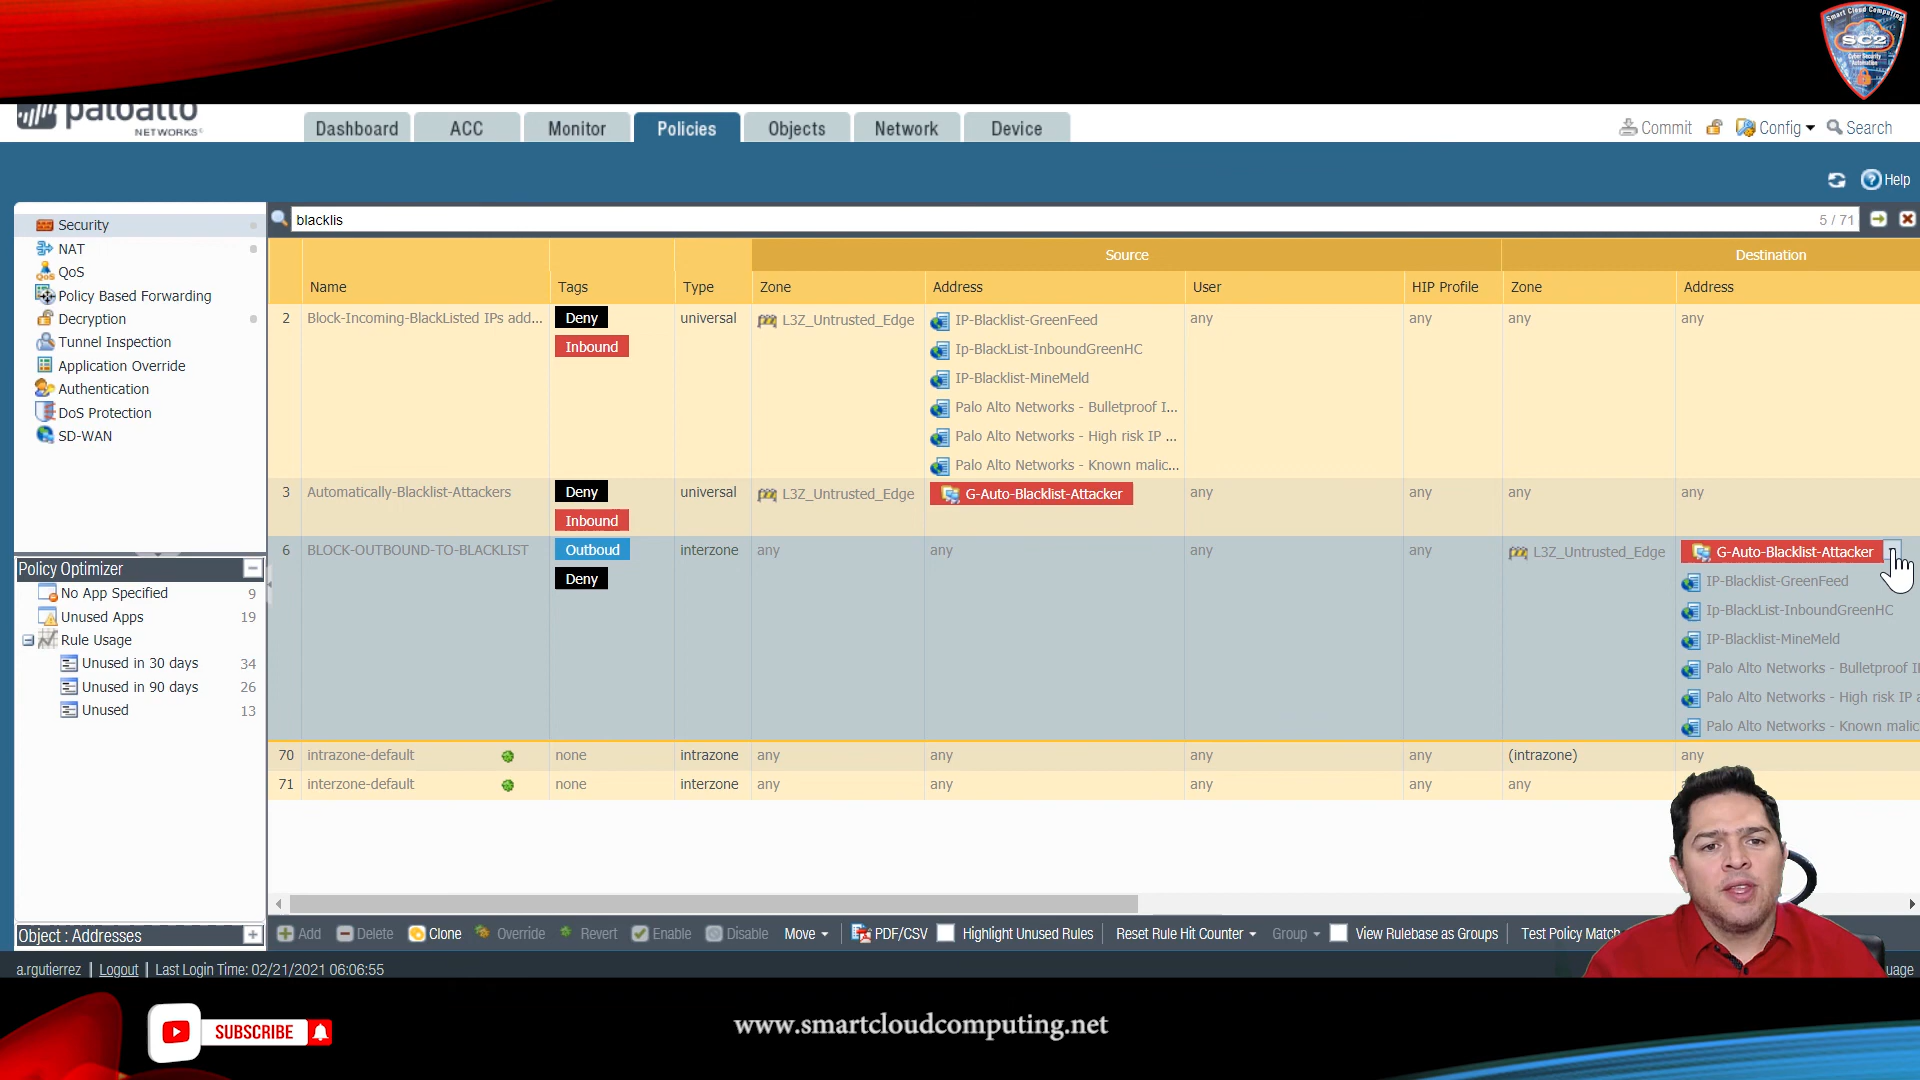 Smart Cloud Computing
SC2
Cyber Security
Automation
paloalto
NETWORKS
Dashboard
ACC
Monitor
Policies
Objects
Network
Device
Commit
Config
Search
Help
Security
NAT
QoS
Policy Based Forwarding
Decryption
Tunnel Inspection
Application Override
Authentication
DoS Protection
SD-WAN
Policy Optimizer
No App Specified 9
Unused Apps 19
Rule Usage
Unused in 30 days 34
Unused in 90 days 26
Unused 13
Object : Addresses
blacklis 5 / 71
Source Destination
Name Tags Type Zone Address User HIP Profile Zone Address
2 Block-Incoming-BlackListed IPs add... Deny universal L3Z_Untrusted_Edge IP-Blacklist-GreenFeed any any any any
Inbound Ip-BlackList-InboundGreenHC
IP-Blacklist-MineMeld
Palo Alto Networks - Bulletproof I...
Palo Alto Networks - High risk IP ...
Palo Alto Networks - Known malic...
3 Automatically-Blacklist-Attackers Deny universal L3Z_Untrusted_Edge G-Auto-Blacklist-Attacker any any any any
Inbound
6 BLOCK-OUTBOUND-TO-BLACKLIST Outboud interzone any any any any L3Z_Untrusted_Edge G-Auto-Blacklist-Attacker
Deny IP-Blacklist-GreenFeed
Ip-BlackList-InboundGreenHC
IP-Blacklist-MineMeld
Palo Alto Networks - Bulletproof I
Palo Alto Networks - High risk IP a
Palo Alto Networks - Known malic
70 intrazone-default none intrazone any any any any (intrazone) any
71 interzone-default none interzone any any any any any any
Add Delete Clone Override Revert Enable Disable Move PDF/CSV Highlight Unused Rules Reset Rule Hit Counter Group View Rulebase as Groups Test Policy Match
a.rgutierrez | Logout | Last Login Time: 02/21/2021 06:06:55 uage
SUBSCRIBE
www.smartcloudcomputing.net